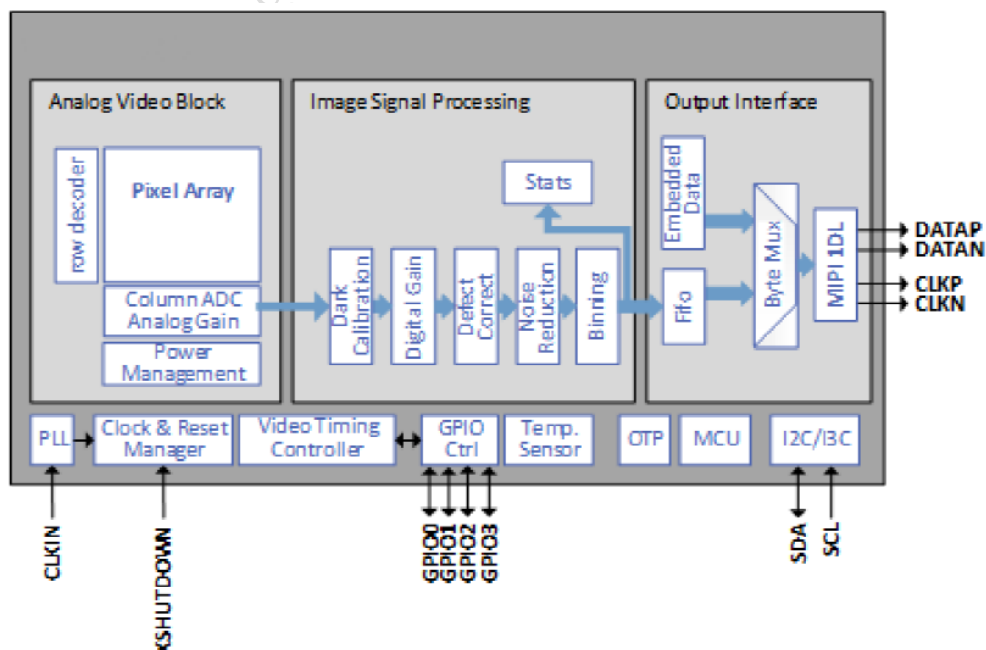 Analog Video Block
row decoder
Pixel Array
Column ADC
Analog Gain
Power
Management
Image Signal Processing
Stats
Dark
Calibration
Digital Gain
Defect
Correct
Noise
Reduction
Binning
Output Interface
Embedded
Data
Fifo
Byte Mux
MIPI 1DL
DATAP
DATAN
CLKP
CLKN
PLL
Clock & Reset
Manager
Video Timing
Controller
GPIO
Ctrl
Temp.
Sensor
OTP
MCU
I2C/I3C
CLKIN
XSHUTDOWN
GPIO0
GPIO1
GPIO2
GPIO3
SDA
SCL